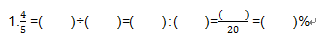 1.4/5=(  )÷(  )=(  ):(  )=(  )/20=(  )%↵